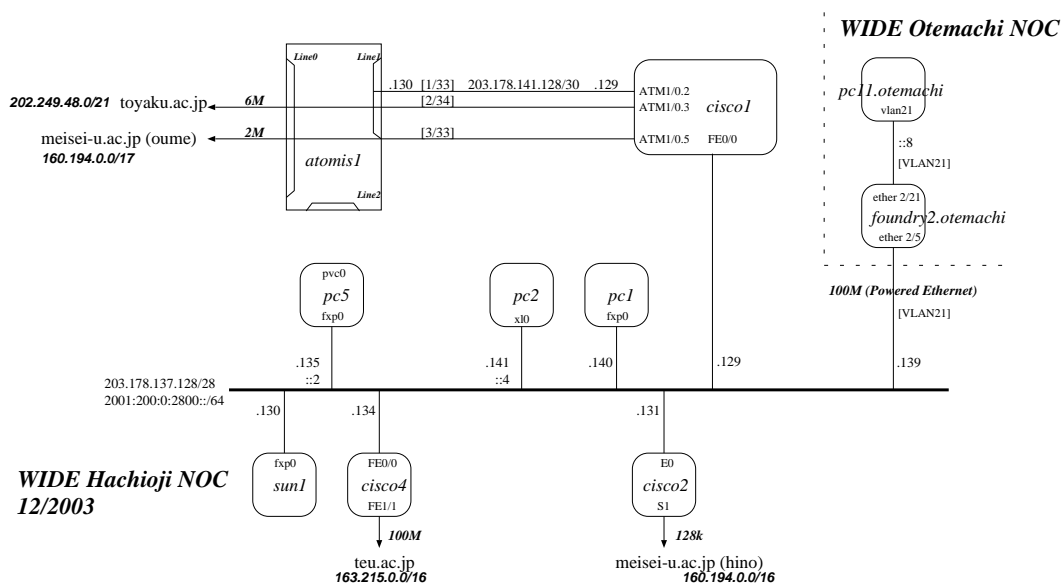 WIDE Otemachi NOC
Line0
Line1
.130 [1/33] 203.178.141.128/30 .129
pc11.otemachi
vlan21
202.249.48.0/21 toyaku.ac.jp
6M
[2/34]
ATM1/0.2
ATM1/0.3
cisco1
meisei-u.ac.jp (oume)
160.194.0.0/17
2M
[3/33]
ATM1/0.5
FE0/0
atomis1
::8
[VLAN21]
Line2
ether 2/21
foundry2.otemachi
ether 2/5
pvc0
pc5
fxp0
pc2
xl0
pc1
fxp0
100M (Powered Ethernet)
[VLAN21]
.135
::2
.141
::4
.140
.129
.139
203.178.137.128/28
2001:200:0:2800::/64
.130
.134
.131
WIDE Hachioji NOC
12/2003
fxp0
sun1
FE0/0
cisco4
FE1/1
E0
cisco2
S1
100M
128k
teu.ac.jp
163.215.0.0/16
meisei-u.ac.jp (hino)
160.194.0.0/16